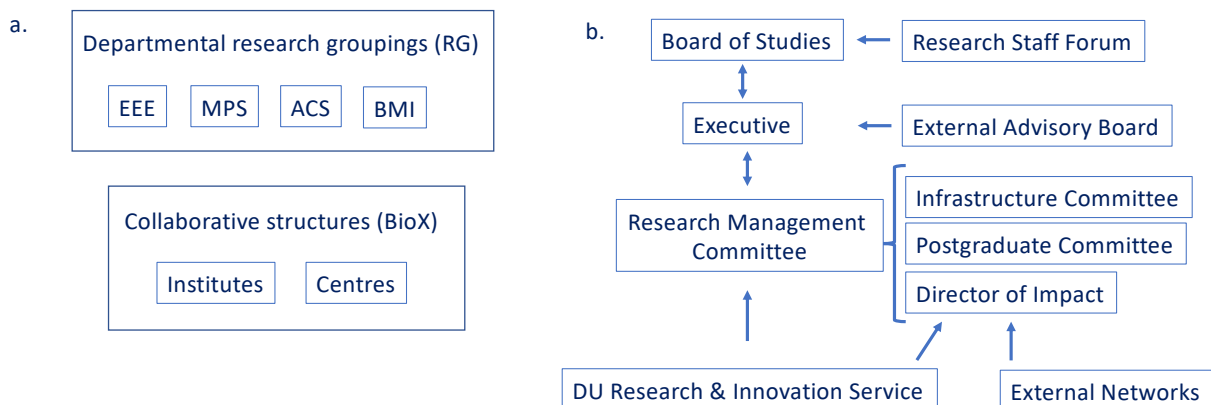 a.
Departmental research groupings (RG)
EEE
MPS
ACS
BMI
Collaborative structures (BioX)
Institutes
Centres
b.
Board of Studies
Research Staff Forum
Executive
External Advisory Board
Research Management
Committee
Infrastructure Committee
Postgraduate Committee
Director of Impact
DU Research & Innovation Service
External Networks